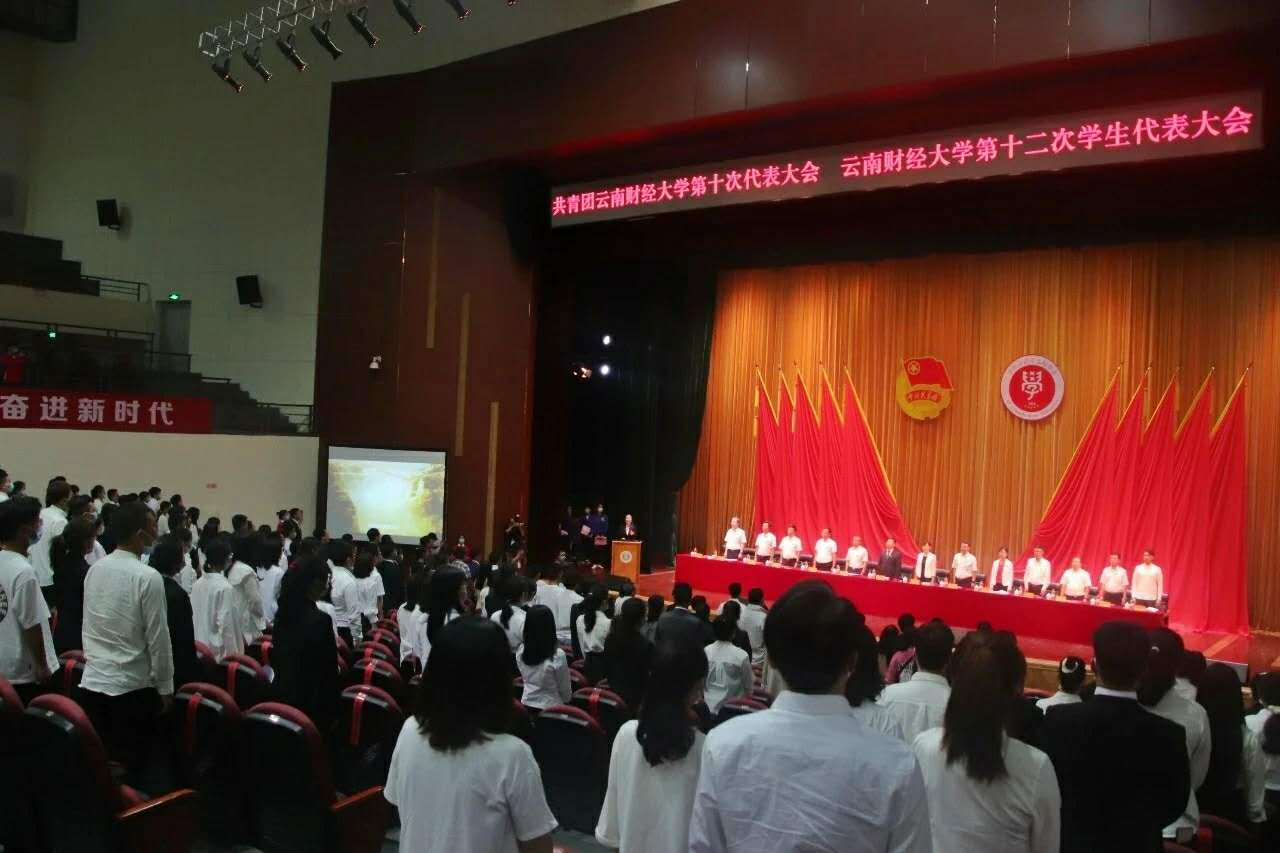 共青团云南财经大学第十次代表大会 云南财经大学第十二次学生代表大会
奋进新时代
學